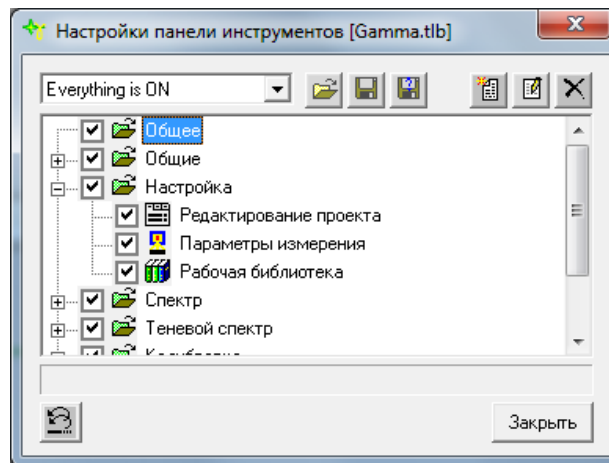 Настройки панели инструментов [Gamma.tlb]
Everything is ON
Общее
Общие
Настройка
Редактирование проекта
Параметры измерения
Рабочая библиотека
Спектр
Теневой спектр
Закрыть